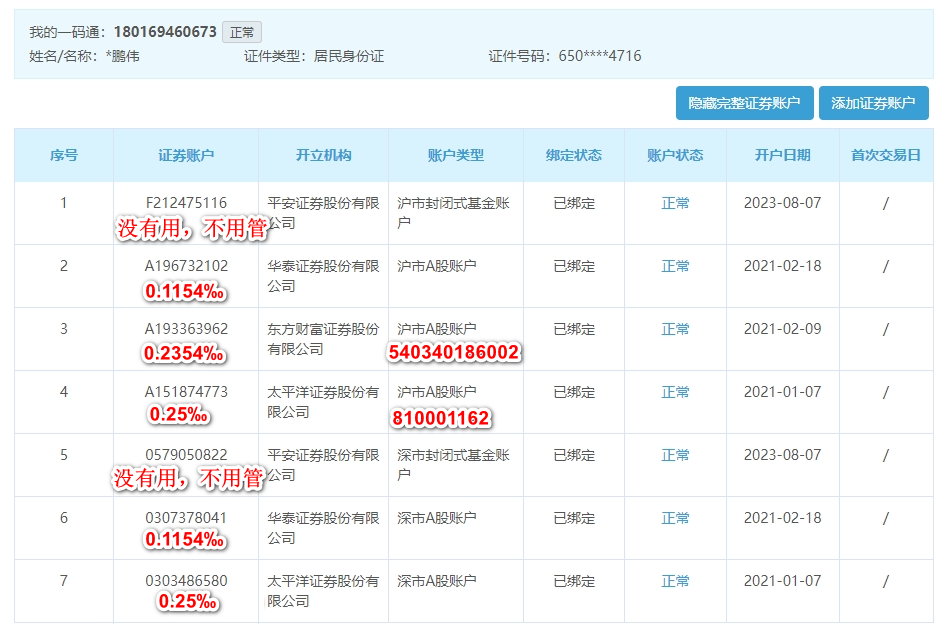 我的一码通：180169460673 正常
姓名/名称：*鹏伟 证件类型：居民身份证 证件号码：650****4716
隐藏完整证券账户 添加证券账户
序号 证券账户 开立机构 账户类型 绑定状态 账户状态 开户日期 首次交易日
1 F212475116 平安证券股份有限 沪市封闭式基金账 已绑定 正常 2023-08-07 /
没有用，不用管 公司 户
2 A196732102 华泰证券股份有限 沪市A股账户 已绑定 正常 2021-02-18 /
0.1154‰ 公司
3 A193363962 东方财富证券股份 沪市A股账户 已绑定 正常 2021-02-09 /
0.2354‰ 有限公司 540340186002
4 A151874773 太平洋证券股份有 沪市A股账户 已绑定 正常 2021-01-07 /
0.25‰ 限公司 810001162
5 0579050822 平安证券股份有限 深市封闭式基金账 已绑定 正常 2023-08-07 /
没有用，不用管 公司 户
6 0307378041 华泰证券股份有限 深市A股账户 已绑定 正常 2021-02-18 /
0.1154‰ 公司
7 0303486580 太平洋证券股份有 深市A股账户 已绑定 正常 2021-01-07 /
0.25‰ 限公司